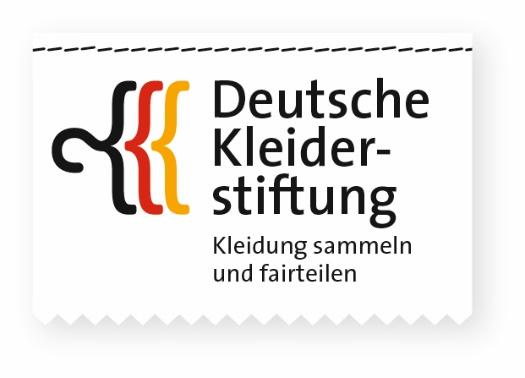 Deutsche
Kleider-
stiftung
Kleidung sammeln
und fairteilen